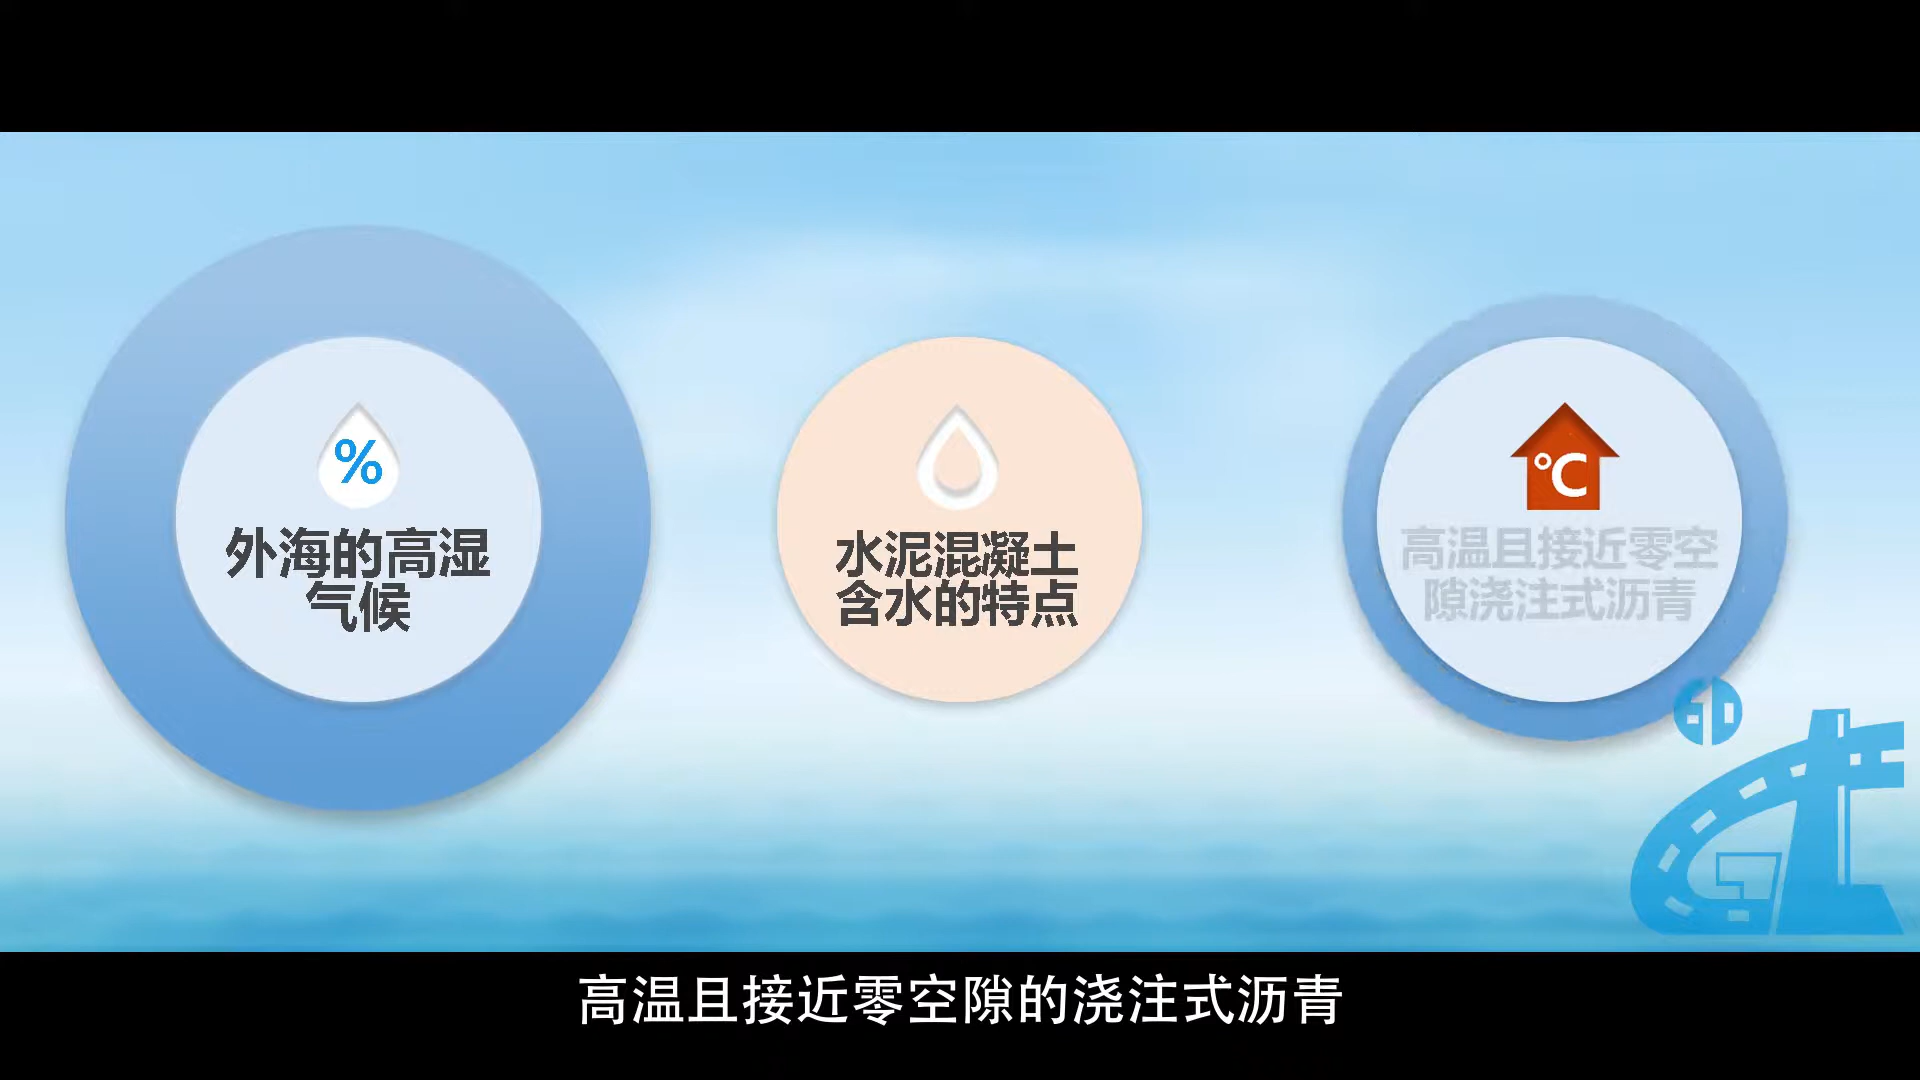 %
外海的高湿
气候
水泥混凝土
含水的特点
℃
高温且接近零空
隙浇注式沥青
高温且接近零空隙的浇注式沥青